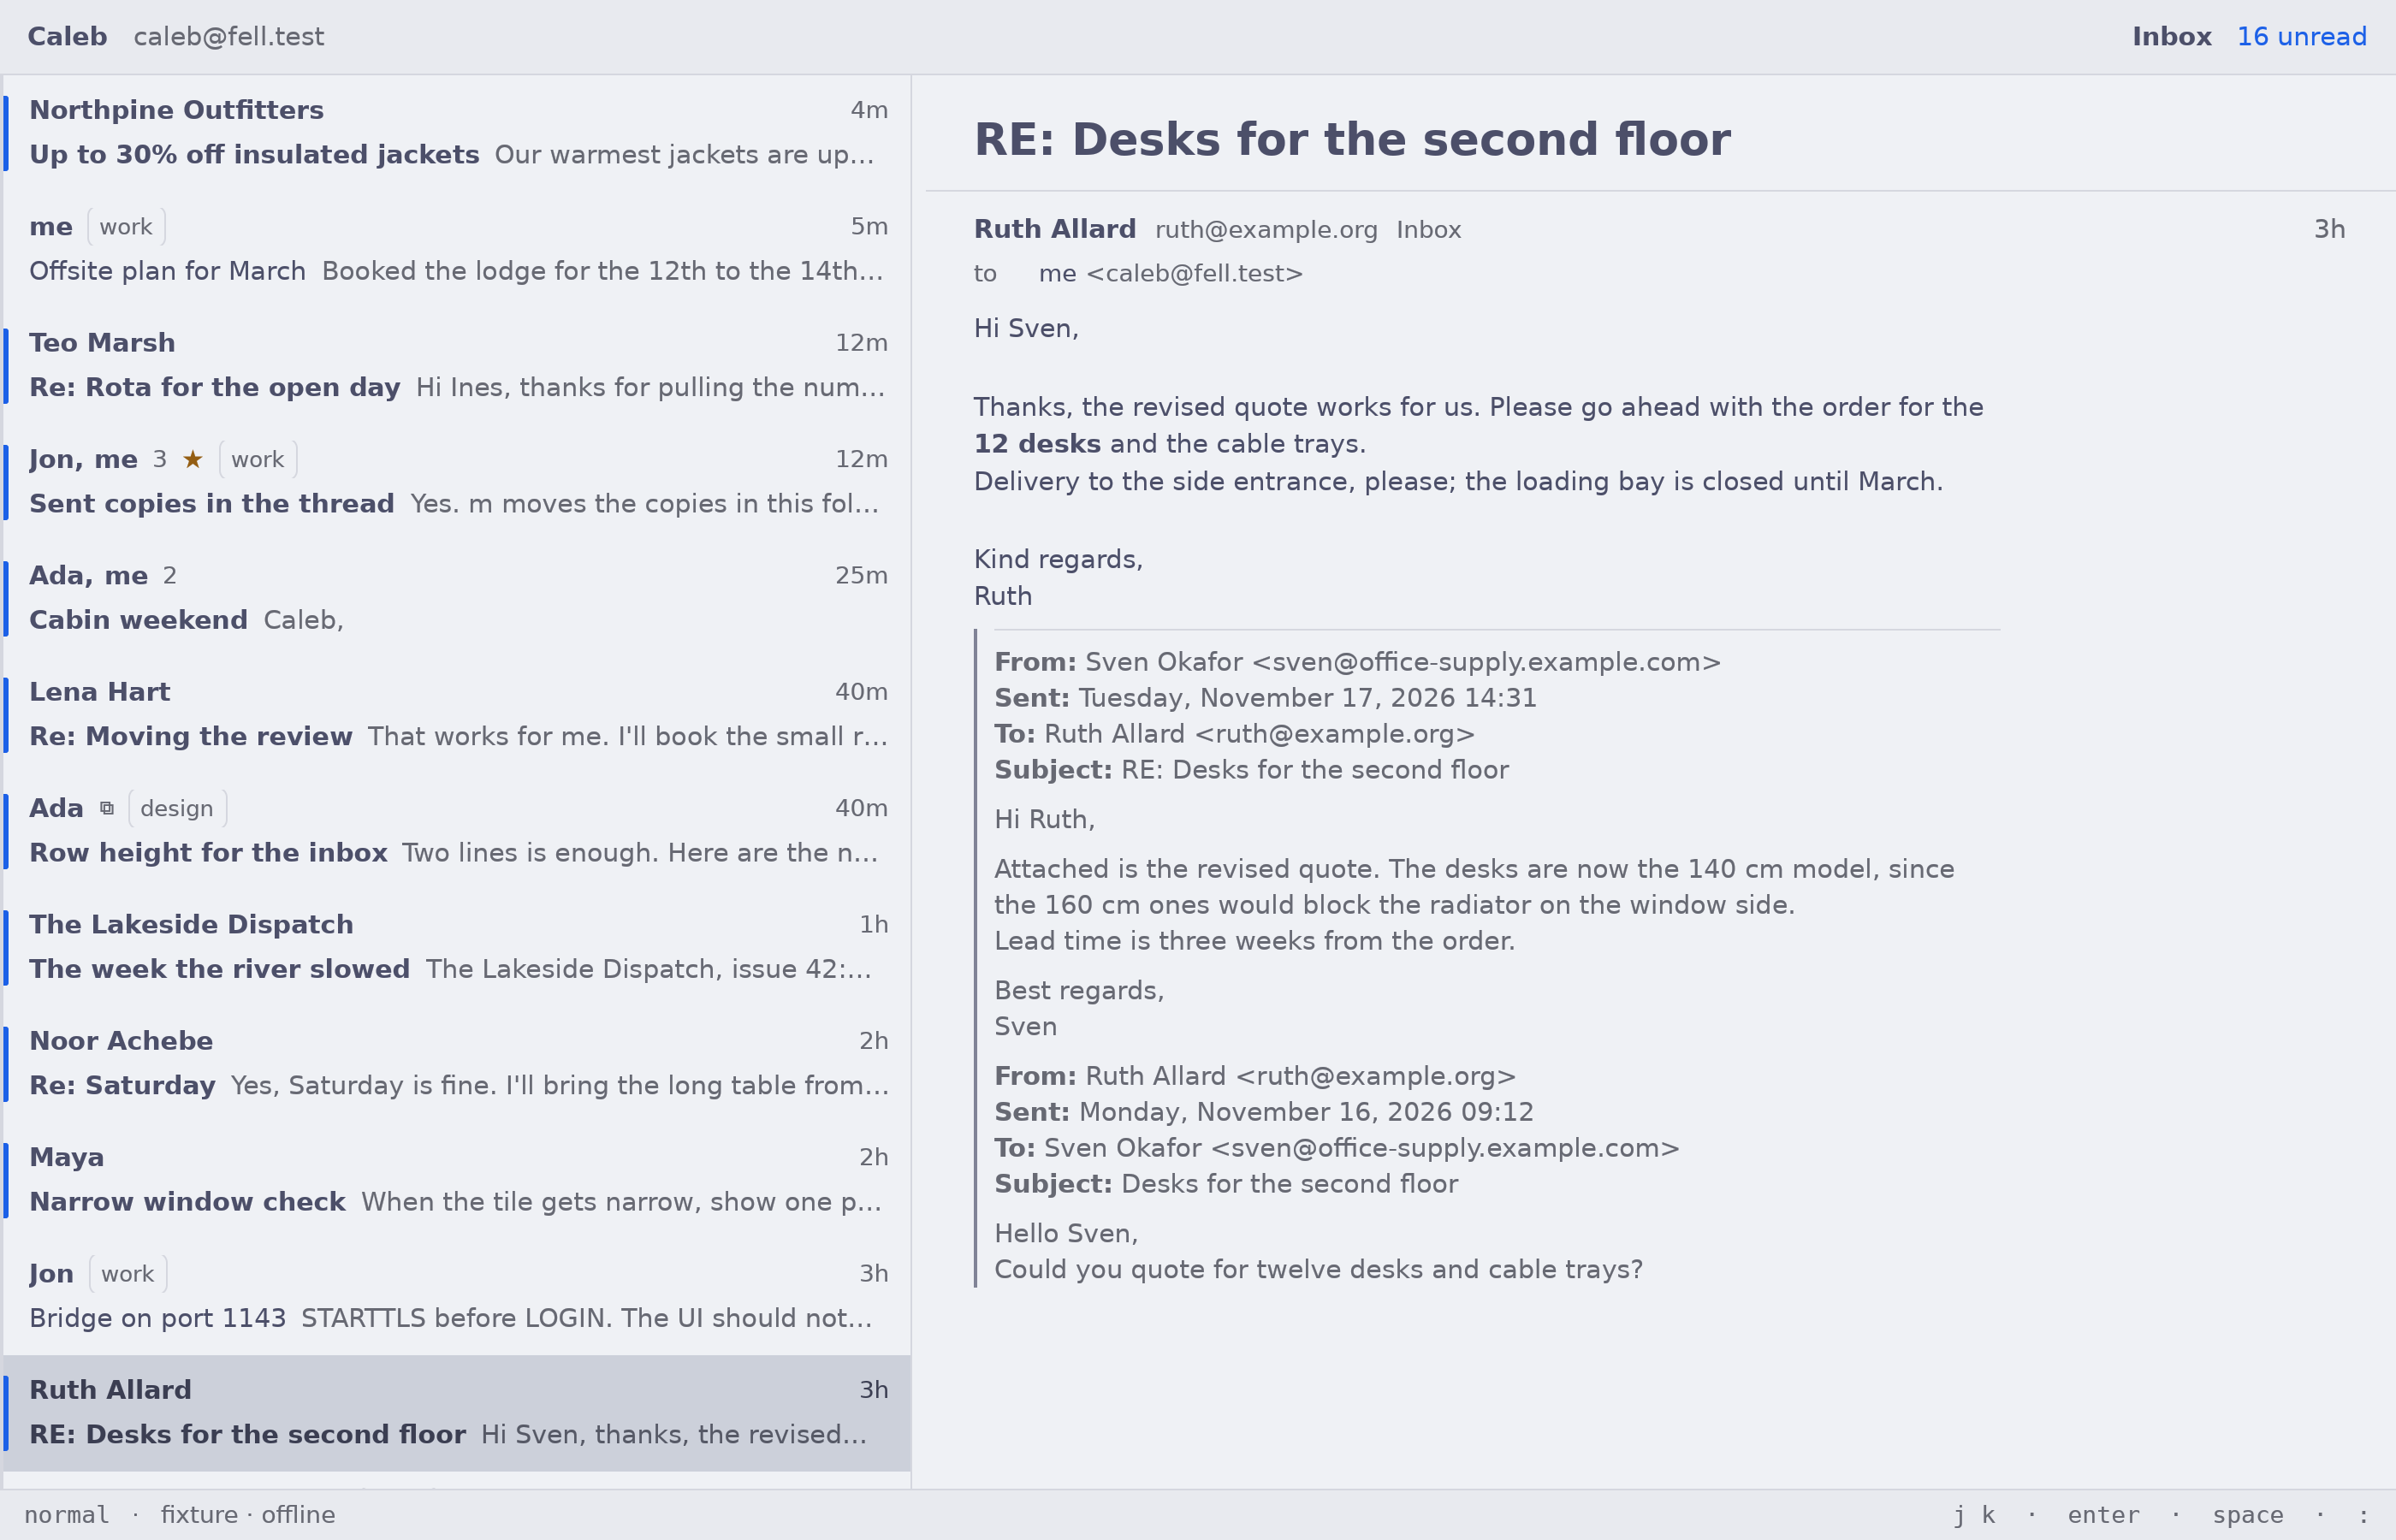 Caleb caleb@fell.test
Inbox 16 unread
Northpine Outfitters 4m
Up to 30% off insulated jackets Our warmest jackets are up…
me work 5m
Offsite plan for March Booked the lodge for the 12th to the 14th…
Teo Marsh 12m
Re: Rota for the open day Hi Ines, thanks for pulling the num…
Jon, me 3 ★ work 12m
Sent copies in the thread Yes. m moves the copies in this fol…
Ada, me 2 25m
Cabin weekend Caleb,
Lena Hart 40m
Re: Moving the review That works for me. I'll book the small r…
Ada design 40m
Row height for the inbox Two lines is enough. Here are the n…
The Lakeside Dispatch 1h
The week the river slowed The Lakeside Dispatch, issue 42:…
Noor Achebe 2h
Re: Saturday Yes, Saturday is fine. I'll bring the long table from…
Maya 2h
Narrow window check When the tile gets narrow, show one p…
Jon work 3h
Bridge on port 1143 STARTTLS before LOGIN. The UI should not…
Ruth Allard 3h
RE: Desks for the second floor Hi Sven, thanks, the revised…
RE: Desks for the second floor
Ruth Allard ruth@example.org Inbox 3h
to me <caleb@fell.test>
Hi Sven,
Thanks, the revised quote works for us. Please go ahead with the order for the
12 desks and the cable trays.
Delivery to the side entrance, please; the loading bay is closed until March.
Kind regards,
Ruth
From: Sven Okafor <sven@office-supply.example.com>
Sent: Tuesday, November 17, 2026 14:31
To: Ruth Allard <ruth@example.org>
Subject: RE: Desks for the second floor
Hi Ruth,
Attached is the revised quote. The desks are now the 140 cm model, since
the 160 cm ones would block the radiator on the window side.
Lead time is three weeks from the order.
Best regards,
Sven
From: Ruth Allard <ruth@example.org>
Sent: Monday, November 16, 2026 09:12
To: Sven Okafor <sven@office-supply.example.com>
Subject: Desks for the second floor
Hello Sven,
Could you quote for twelve desks and cable trays?
normal · fixture · offline
j k · enter · space · :